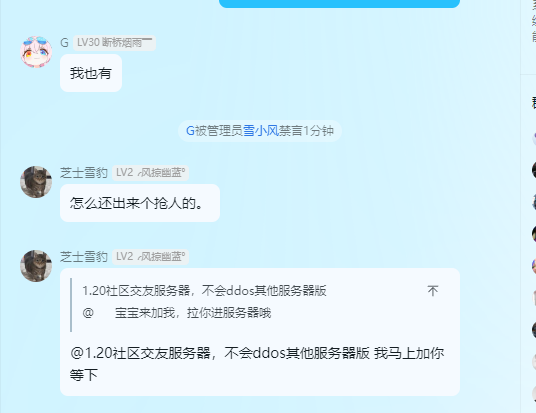 G LV30 断桥烟雨
我也有
G被管理员雪小风禁言1分钟
芝士雪豹 LV2 风掠幽蓝°
怎么还出来个抢人的。
芝士雪豹 LV2 风掠幽蓝°
1.20社区交友服务器，不会ddos其他服务器版
@ 宝宝来加我，拉你进服务器哦
@1.20社区交友服务器，不会ddos其他服务器版 我马上加你
等下